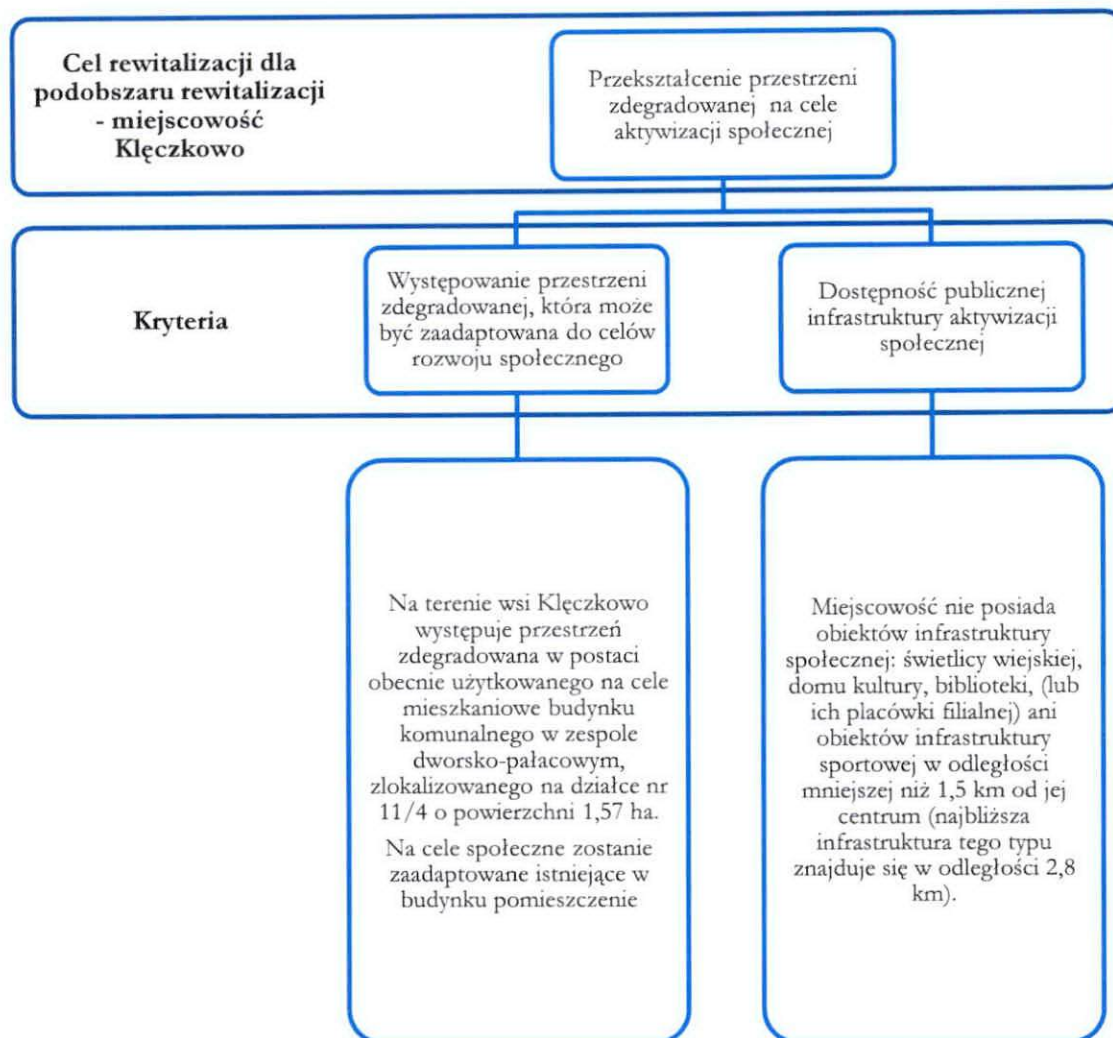 Cel rewitalizacji dla
podobszaru rewitalizacji
- miejscowość
Klęczkowo
Przekształcenie przestrzeni
zdegradowanej na cele
aktywizacji społecznej
Kryteria
Występowanie przestrzeni
zdegradowanej, która może
być zaadaptowana do celów
rozwoju społecznego
Dostępność publicznej
infrastruktury aktywizacji
społecznej
Na terenie wsi Klęczkowo
występuje przestrzeń
zdegradowana w postaci
obecnie użytkowanego na cele
mieszkaniowe budynku
komunalnego w zespole
dworsko-pałacowym,
zlokalizowanego na działce nr
11/4 o powierzchni 1,57 ha.
Na cele społeczne zostanie
zaadaptowane istniejące w
budynku pomieszczenie
Miejscowość nie posiada
obiektów infrastruktury
społecznej: świetlicy wiejskiej,
domu kultury, biblioteki, (lub
ich placówki filialnej) ani
obiektów infrastruktury
sportowej w odległości
mniejszej niż 1,5 km od jej
centrum (najbliższa
infrastruktura tego typu
znajduje się w odległości 2,8
km).